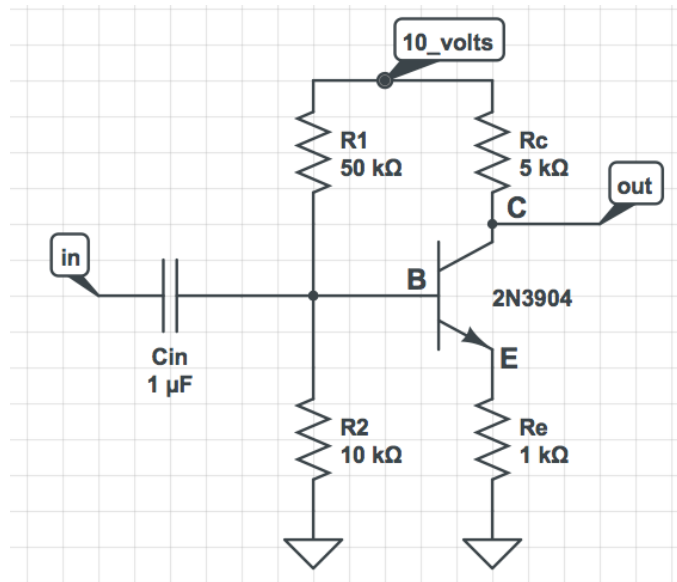 10_volts
R1
50 kΩ
Rc
5 kΩ
out
C
in
B
2N3904
Cin
1 µF
E
R2
10 kΩ
Re
1 kΩ